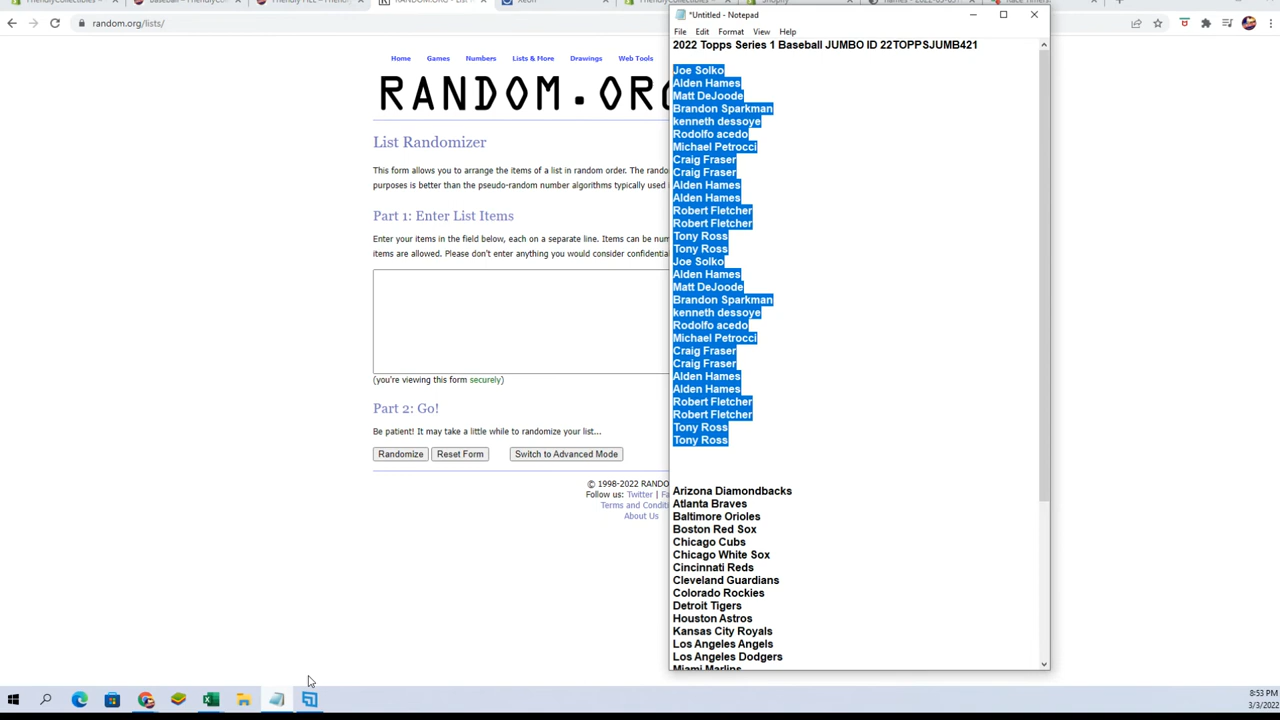 *Untitled - Notepad
random.org/lists/
File Edit Format View Help
2022 Topps Series 1 Baseball JUMBO ID 22TOPPSJUMB421
Home Games Numbers Lists & More Drawings Web Tools
RANDOM.OR
List Randomizer
This form allows you to arrange the items of a list in random order. The rando
purposes is better than the pseudo-random number algorithms typically used
Part 1: Enter List Items
Enter your items in the field below, each on a separate line. Items can be num
items are allowed. Please don't enter anything you would consider confidential
(you're viewing this form securely)
Part 2: Go!
Be patient! It may take a little while to randomize your list...
Randomize Reset Form Switch to Advanced Mode
© 1998-2022 RANDO
Follow us: Twitter | Fa
Terms and Conditi
About Us
Joe Solko
Alden Hames
Matt DeJoode
Brandon Sparkman
kenneth dessoye
Rodolfo acedo
Michael Petrocci
Craig Fraser
Craig Fraser
Alden Hames
Alden Hames
Robert Fletcher
Robert Fletcher
Tony Ross
Tony Ross
Joe Solko
Alden Hames
Matt DeJoode
Brandon Sparkman
kenneth dessoye
Rodolfo acedo
Michael Petrocci
Craig Fraser
Craig Fraser
Alden Hames
Alden Hames
Robert Fletcher
Robert Fletcher
Tony Ross
Tony Ross
Arizona Diamondbacks
Atlanta Braves
Baltimore Orioles
Boston Red Sox
Chicago Cubs
Chicago White Sox
Cincinnati Reds
Cleveland Guardians
Colorado Rockies
Detroit Tigers
Houston Astros
Kansas City Royals
Los Angeles Angels
Los Angeles Dodgers
Miami Marlins
8:53 PM
3/3/2022